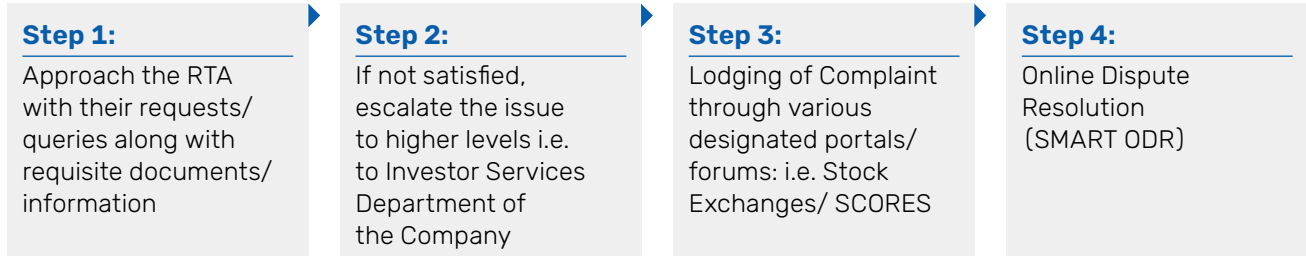 Step 1:
Approach the RTA
with their requests/
queries along with
requisite documents/
information
Step 2:
If not satisfied,
escalate the issue
to higher levels i.e.
to Investor Services
Department of
the Company
Step 3:
Lodging of Complaint
through various
designated portals/
forums: i.e. Stock
Exchanges/ SCORES
Step 4:
Online Dispute
Resolution
(SMART ODR)